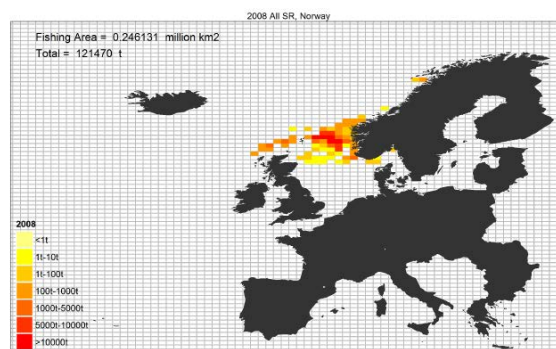 2008 All SR, Norway
Fishing Area = 0.246131 million km2
Total = 121470 t
2008
<1t
1t-10t
1t-100t
100t-1000t
1000t-5000t
5000t-10000t
>10000t